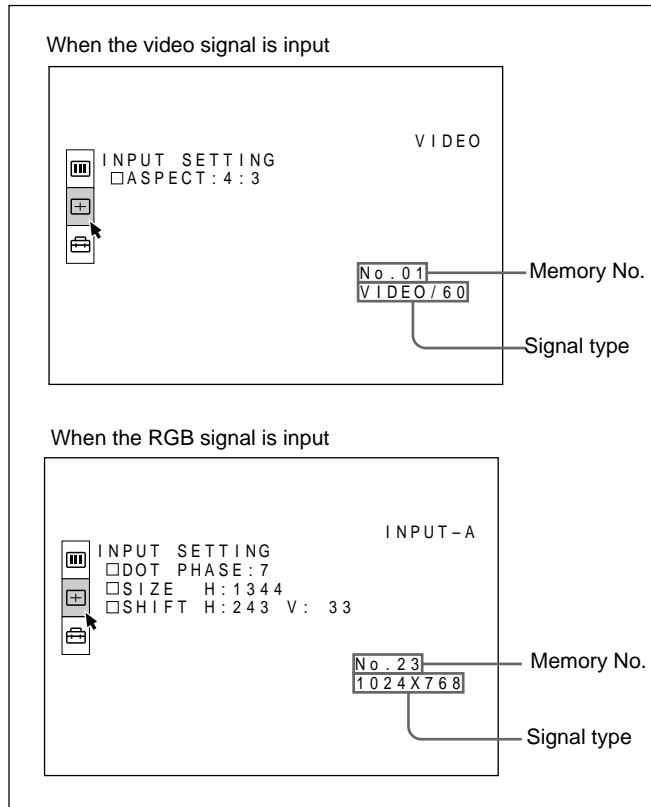 When the video signal is input
VIDEO
INPUT SETTING
□ASPECT:4:3
No.01
Memory No.
VIDEO/60
Signal type
When the RGB signal is input
INPUT–A
INPUT SETTING
□DOT PHASE:7
□SIZE H:1344
□SHIFT H:243 V: 33
No.23
Memory No.
1024X768
Signal type